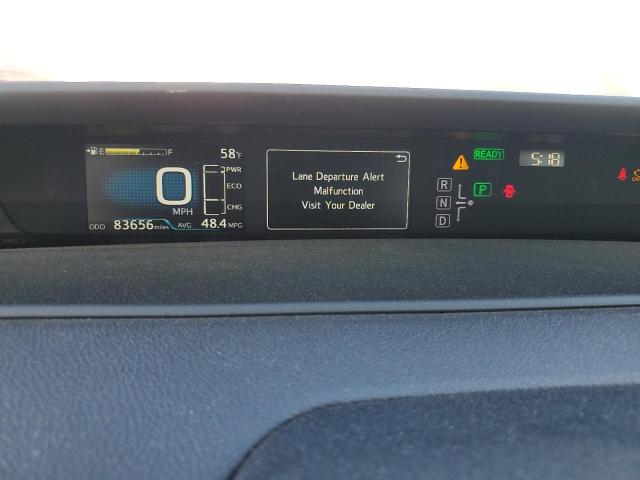 E F
58°F
PWR
ECO
CHG
0
MPH
ODO 83656 miles AVG. 48.4 MPG
Lane Departure Alert
Malfunction
Visit Your Dealer
READY
5:18
R
N
D
P